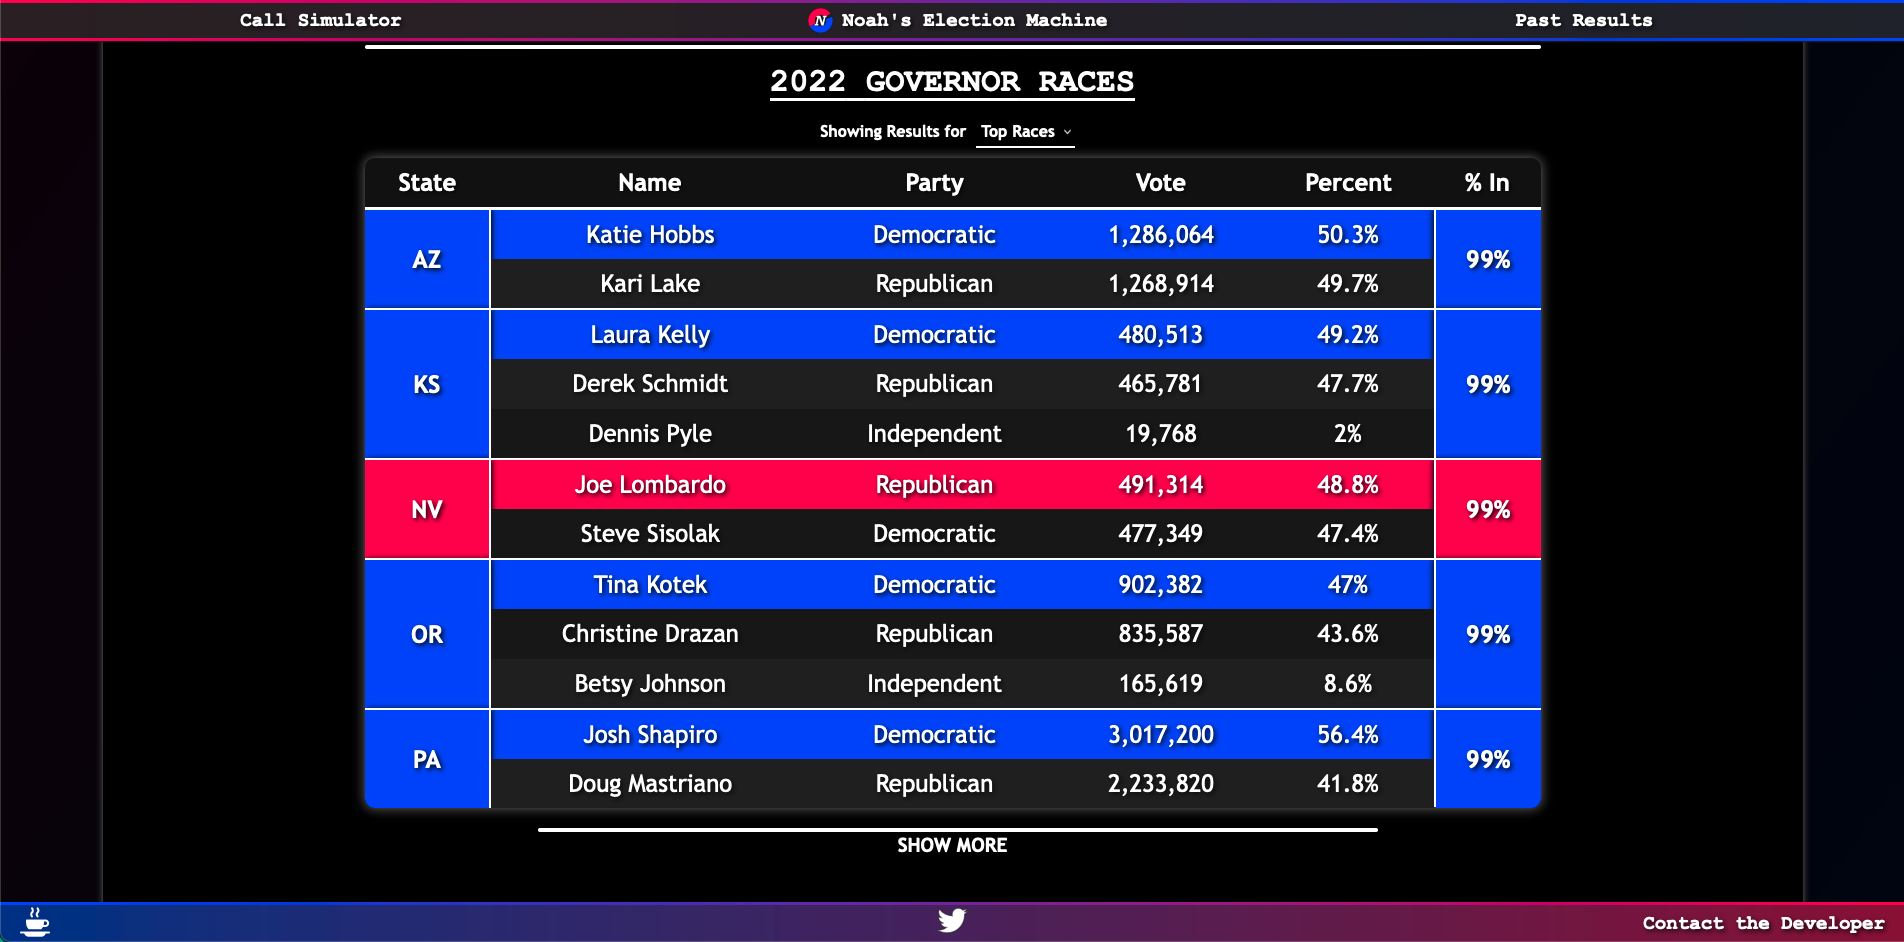 Call Simulator
N Noah's Election Machine
Past Results
2022 GOVERNOR RACES
Showing Results for Top Races
State Name Party Vote Percent % In
AZ
Katie Hobbs Democratic 1,286,064 50.3%
Kari Lake Republican 1,268,914 49.7%
99%
KS
Laura Kelly Democratic 480,513 49.2%
Derek Schmidt Republican 465,781 47.7%
Dennis Pyle Independent 19,768 2%
99%
NV
Joe Lombardo Republican 491,314 48.8%
Steve Sisolak Democratic 477,349 47.4%
99%
OR
Tina Kotek Democratic 902,382 47%
Christine Drazan Republican 835,587 43.6%
Betsy Johnson Independent 165,619 8.6%
99%
PA
Josh Shapiro Democratic 3,017,200 56.4%
Doug Mastriano Republican 2,233,820 41.8%
99%
SHOW MORE
Contact the Developer